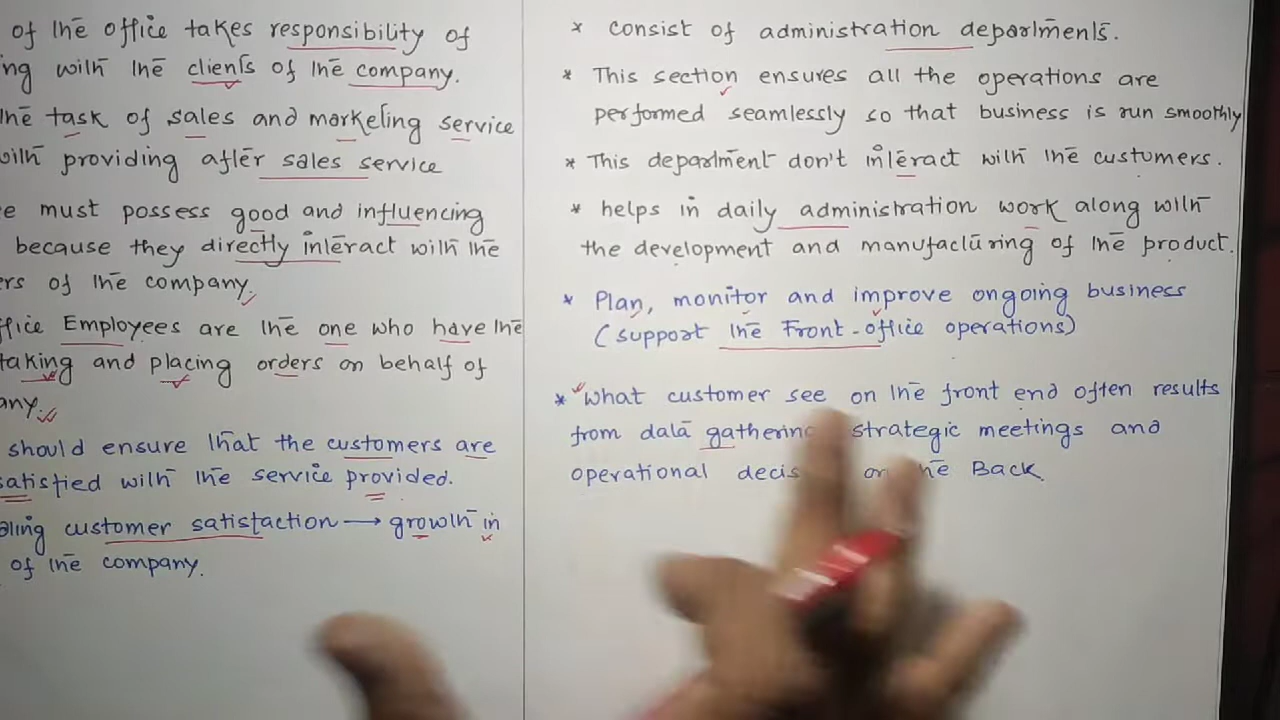 of the office takes responsibility of
ng with the clients of the company.
the task of sales and marketing service
with providing after sales service
e must possess good and influencing
because they directly interact with the
ers of the company.
ffice Employees are the one who have the
taking and placing orders on behalf of
any.
should ensure that the customers are
satisfied with the service provided.
customer satisfaction → growth in
of the company.
* consist of administration departments.
* This section ensures all the operations are
performed seamlessly so that business is run smoothly
* This department don't interact with the customers.
* helps in daily administration work along with
the development and manufacturing of the product.
* Plan, monitor and improve ongoing business
(support the Front-office operations)
* What customer see on the front end often results
from data gathering strategic meetings and
operational decis on the Back.